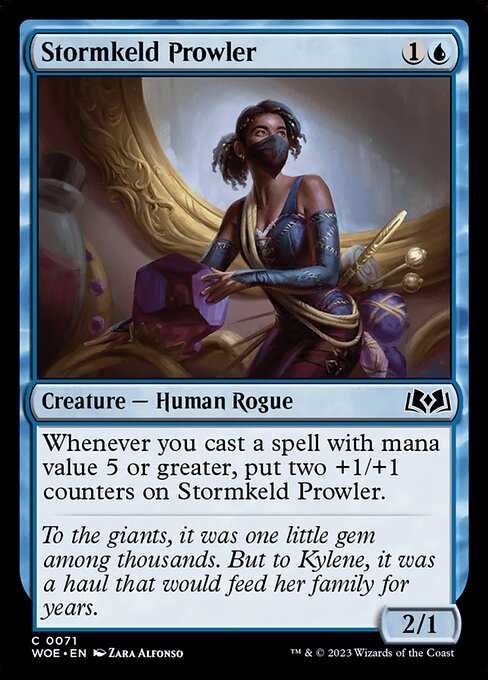 Stormkeld Prowler 1
Creature — Human Rogue
Whenever you cast a spell with mana
value 5 or greater, put two +1/+1
counters on Stormkeld Prowler.
To the giants, it was one little gem
among thousands. But to Kylene, it was
a haul that would feed her family for
years.
2/1
C 0071
WOE • EN Zara Alfonso
™ & © 2023 Wizards of the Coast